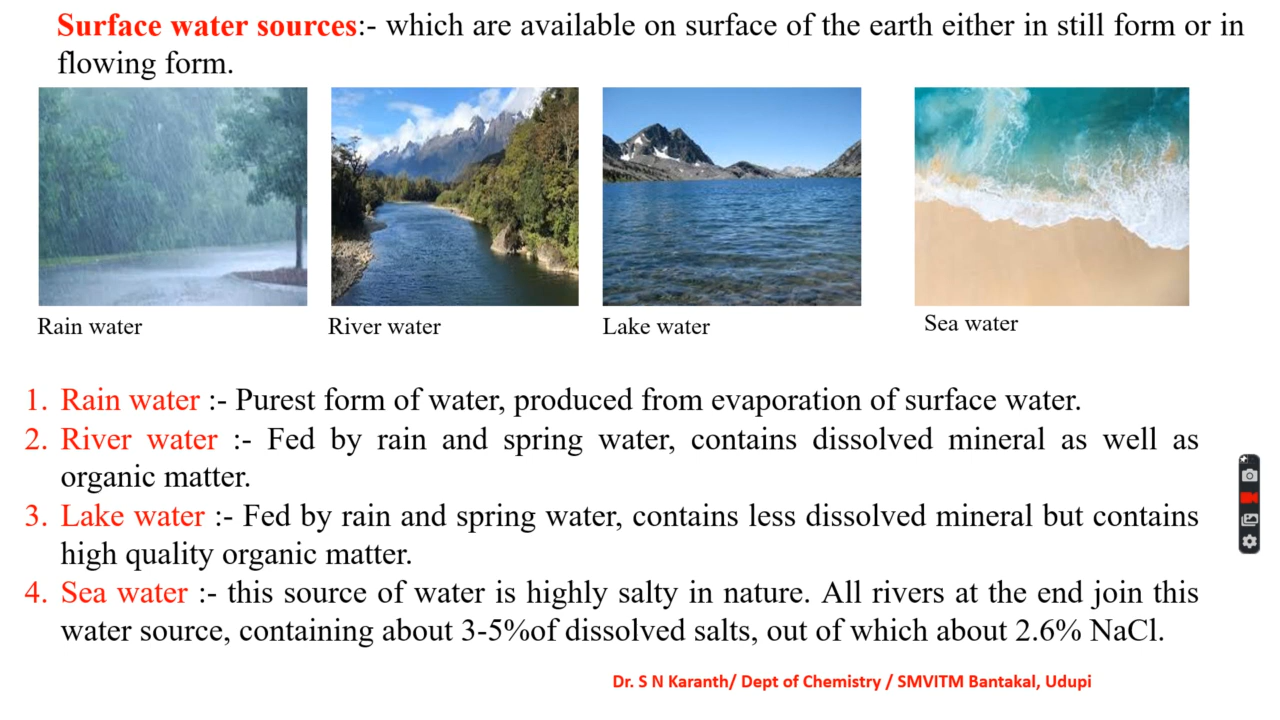 Surface water sources:- which are available on surface of the earth either in still form or in
flowing form.
Rain water
River water
Lake water
Sea water
1. Rain water :- Purest form of water, produced from evaporation of surface water.
2. River water :- Fed by rain and spring water, contains dissolved mineral as well as
organic matter.
3. Lake water :- Fed by rain and spring water, contains less dissolved mineral but contains
high quality organic matter.
4. Sea water :- this source of water is highly salty in nature. All rivers at the end join this
water source, containing about 3-5%of dissolved salts, out of which about 2.6% NaCl.
Dr. S N Karanth/ Dept of Chemistry / SMVITM Bantakal, Udupi